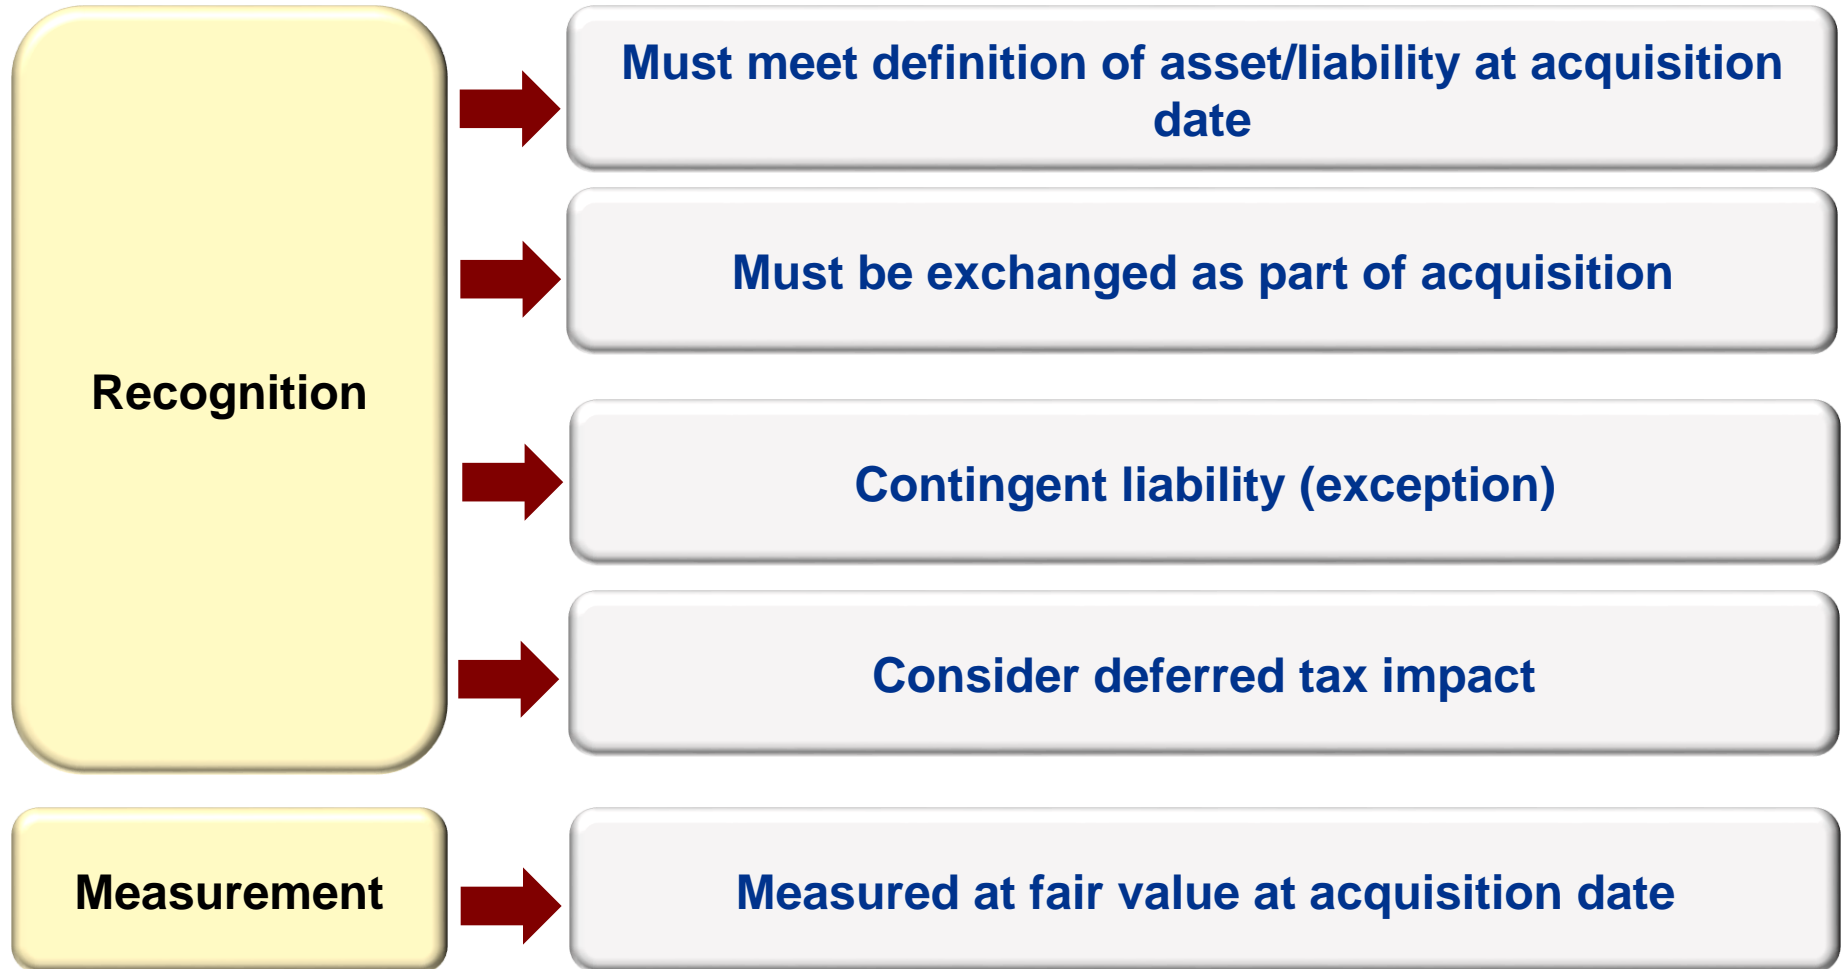 Recognition
Must meet definition of asset/liability at acquisition
date
Must be exchanged as part of acquisition
Contingent liability (exception)
Consider deferred tax impact
Measurement
Measured at fair value at acquisition date